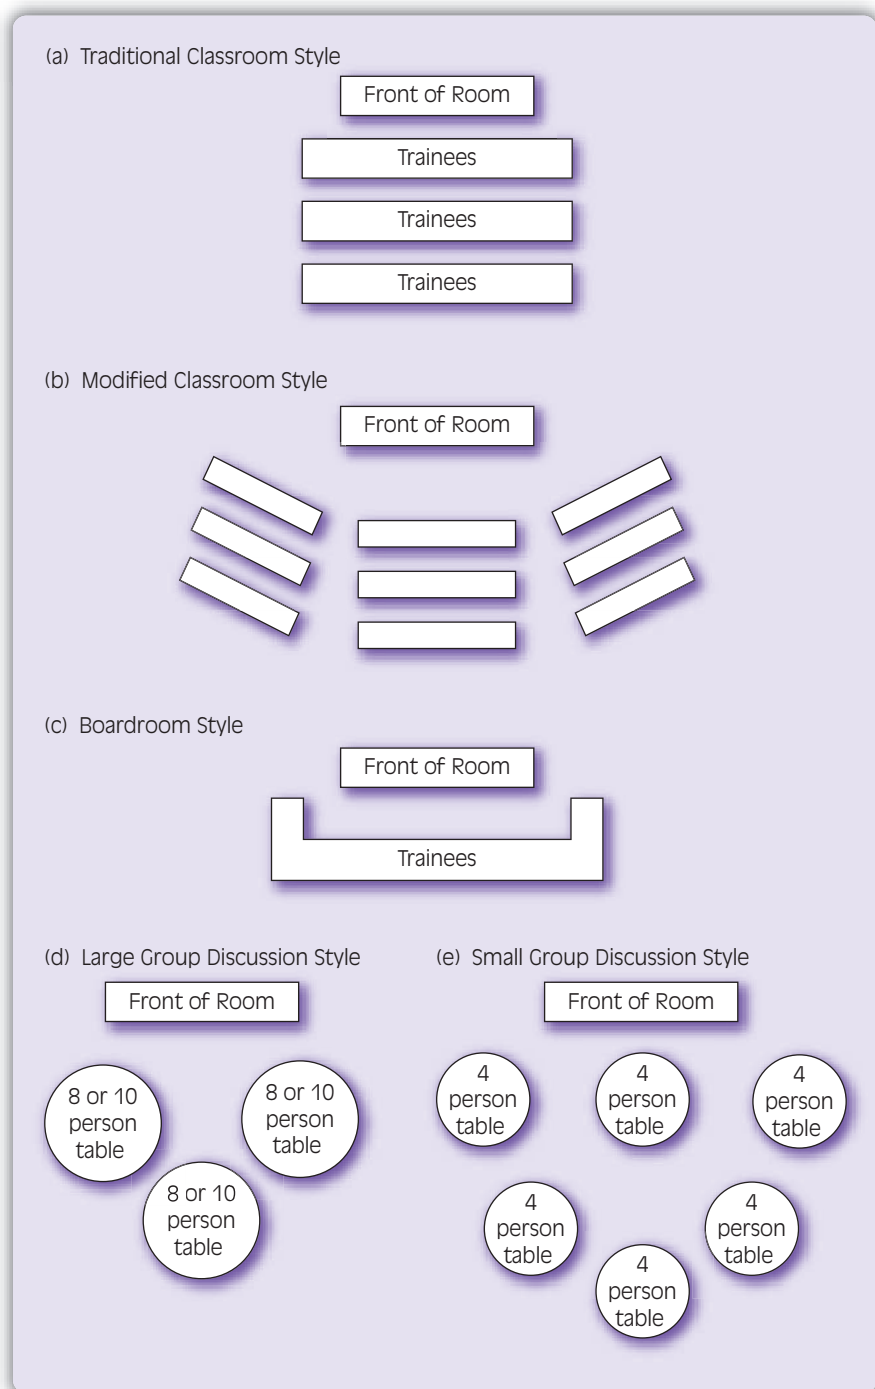 (a) Traditional Classroom Style
Front of Room
Trainees
Trainees
Trainees
(b) Modified Classroom Style
Front of Room
(c) Boardroom Style
Front of Room
Trainees
(d) Large Group Discussion Style
Front of Room
8 or 10
person
table
8 or 10
person
table
8 or 10
person
table
(e) Small Group Discussion Style
Front of Room
4
person
table
4
person
table
4
person
table
4
person
table
4
person
table
4
person
table